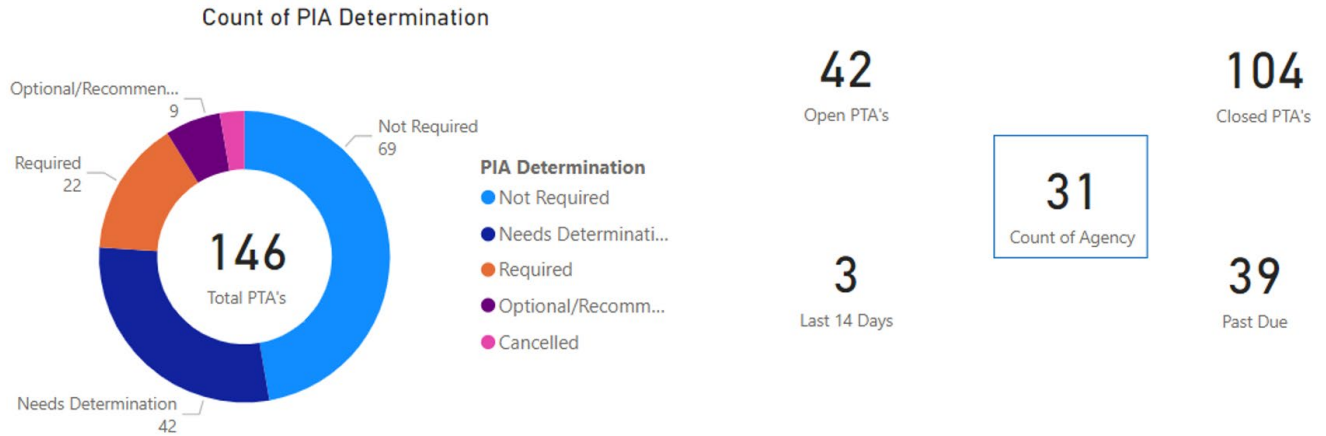 Count of PIA Determination
Optional/Recommen...
9
Not Required
69
Required
22
146
Total PTA's
Needs Determination
42
PIA Determination
Not Required
Needs Determinati...
Required
Optional/Recomm...
Cancelled
42
Open PTA's
104
Closed PTA's
31
Count of Agency
3
Last 14 Days
39
Past Due